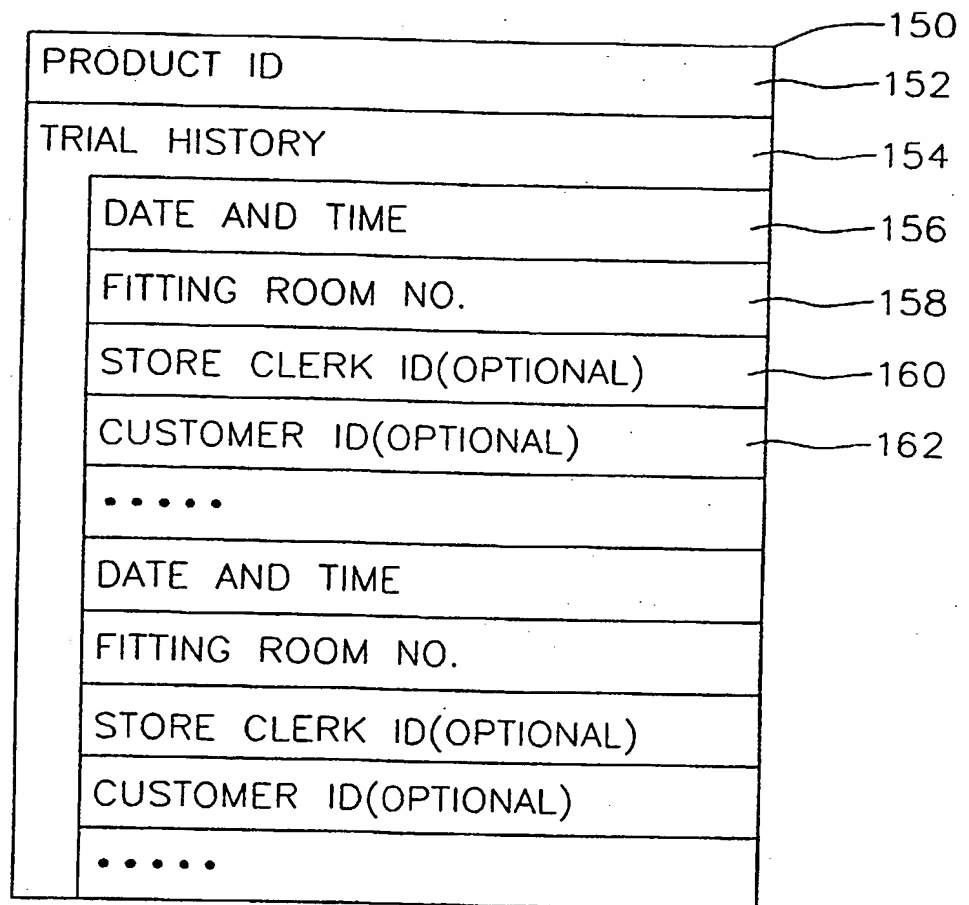 150
PRODUCT ID 152
TRIAL HISTORY 154
DATE AND TIME 156
FITTING ROOM NO. 158
STORE CLERK ID(OPTIONAL) 160
CUSTOMER ID(OPTIONAL) 162
•••••
DATE AND TIME
FITTING ROOM NO.
STORE CLERK ID(OPTIONAL)
CUSTOMER ID(OPTIONAL)
•••••